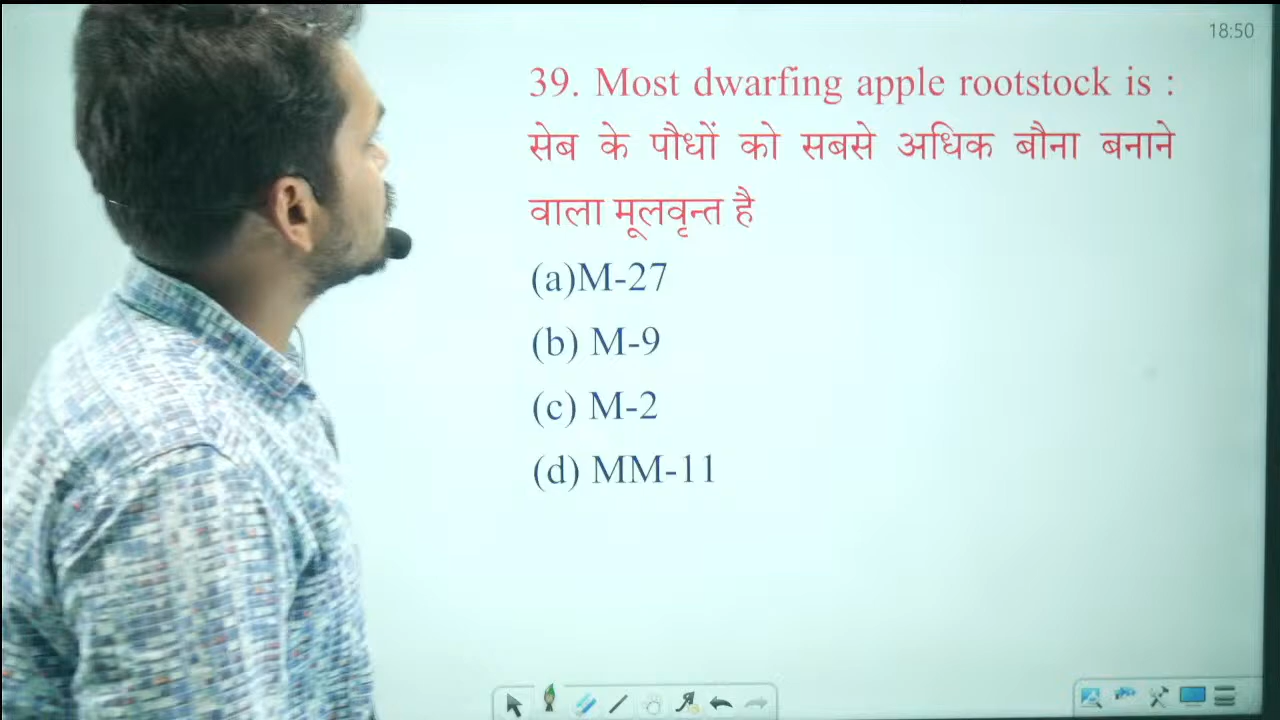 18:50
39. Most dwarfing apple rootstock is :
सेब के पौधों को सबसे अधिक बौना बनाने
वाला मूलवृन्त है
(a)M-27
(b) M-9
(c) M-2
(d) MM-11